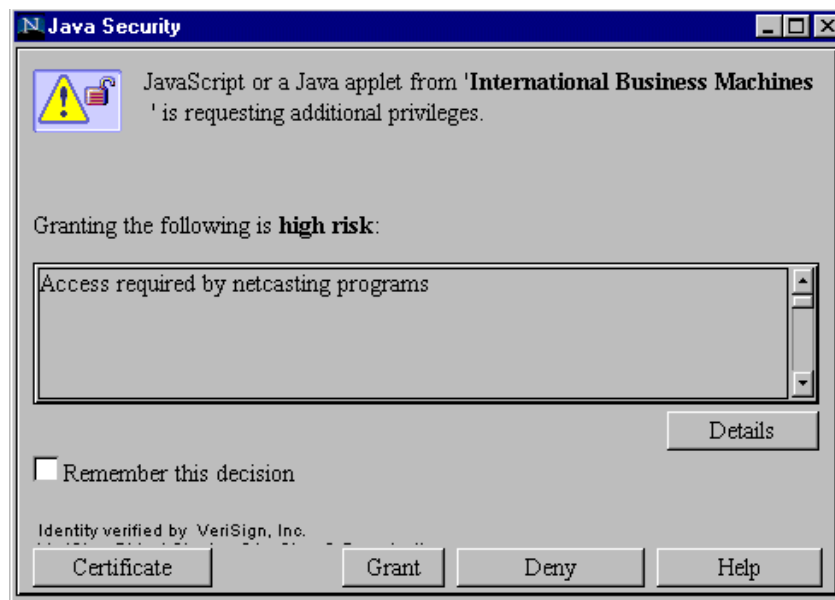 Java Security
JavaScript or a Java applet from 'International Business Machines
' is requesting additional privileges.
Granting the following is high risk:
Access required by netcasting programs
Details
Remember this decision
Identity verified by VeriSign, Inc.
Certificate Grant Deny Help